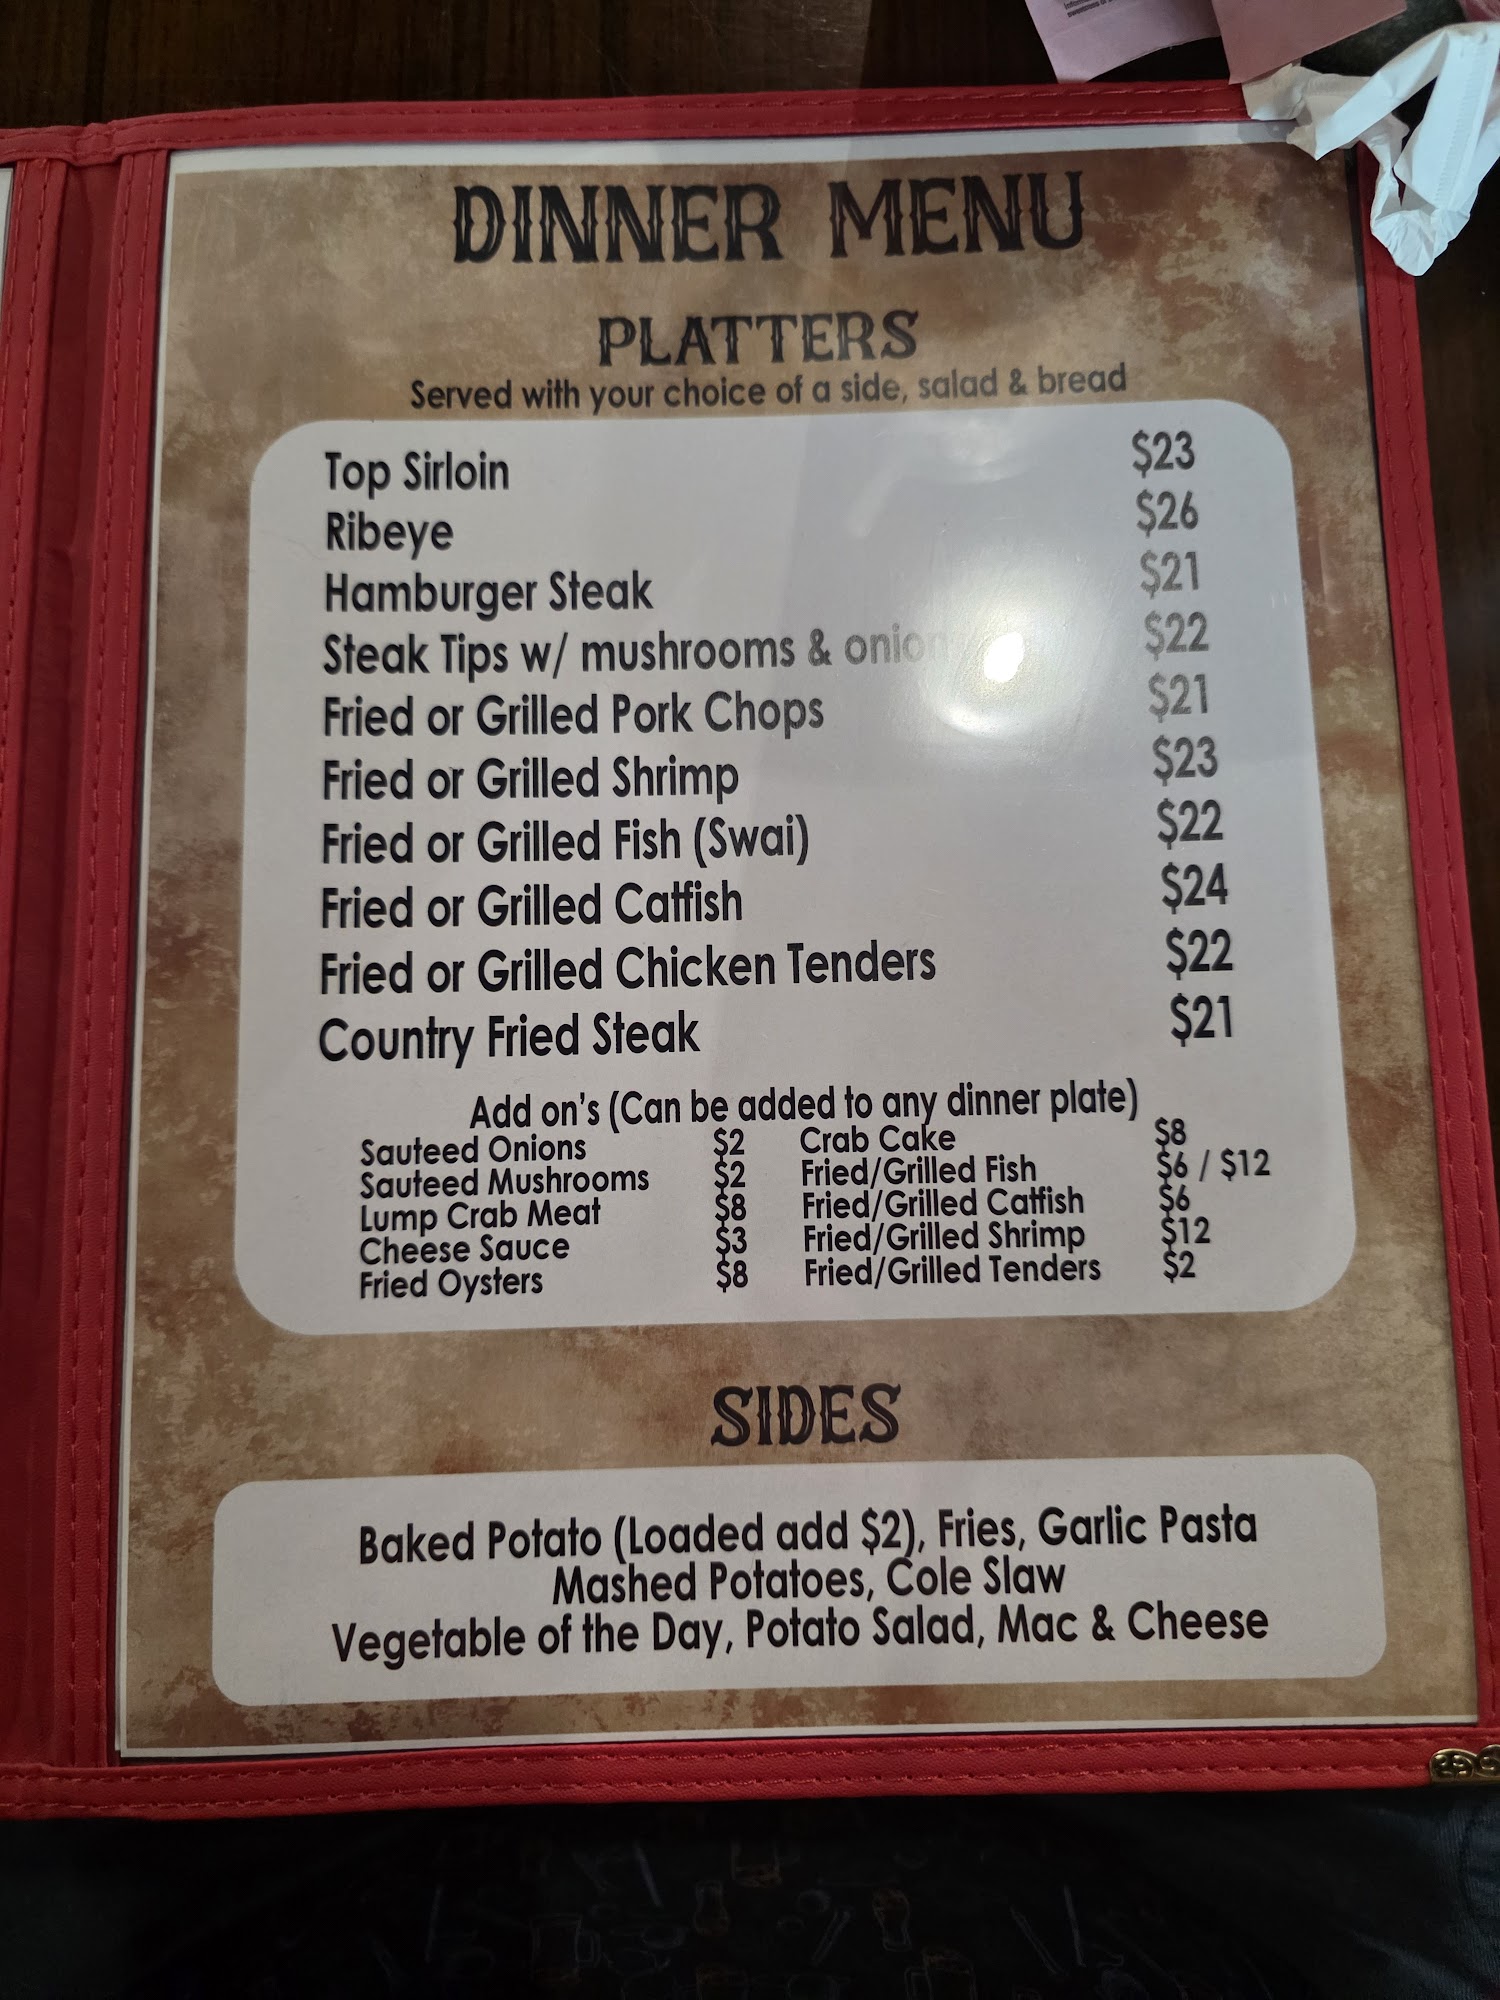 DINNER MENU
PLATTERS
Served with your choice of a side, salad & bread
Top Sirloin $23
Ribeye $26
Hamburger Steak $21
Steak Tips w/ mushrooms & $22
Fried or Grilled Pork Chops $21
Fried or Grilled Shrimp $23
Fried or Grilled Fish (Swai) $22
Fried or Grilled Catfish $24
Fried or Grilled Chicken Tenders $22
Country Fried Steak $21
Add on's (Can be added to any dinner plate)
Sauteed Onions $2 Crab Cake $8
Sauteed Mushrooms $2 Fried/Grilled Fish $6 / $12
Lump Crab Meat $8 Fried/Grilled Catfish $6
Cheese Sauce $3 Fried/Grilled Shrimp $12
Fried Oysters $8 Fried/Grilled Tenders $2
SIDES
Baked Potato (Loaded add $2), Fries, Garlic Pasta
Mashed Potatoes, Cole Slaw
Vegetable of the Day, Potato Salad, Mac & Cheese